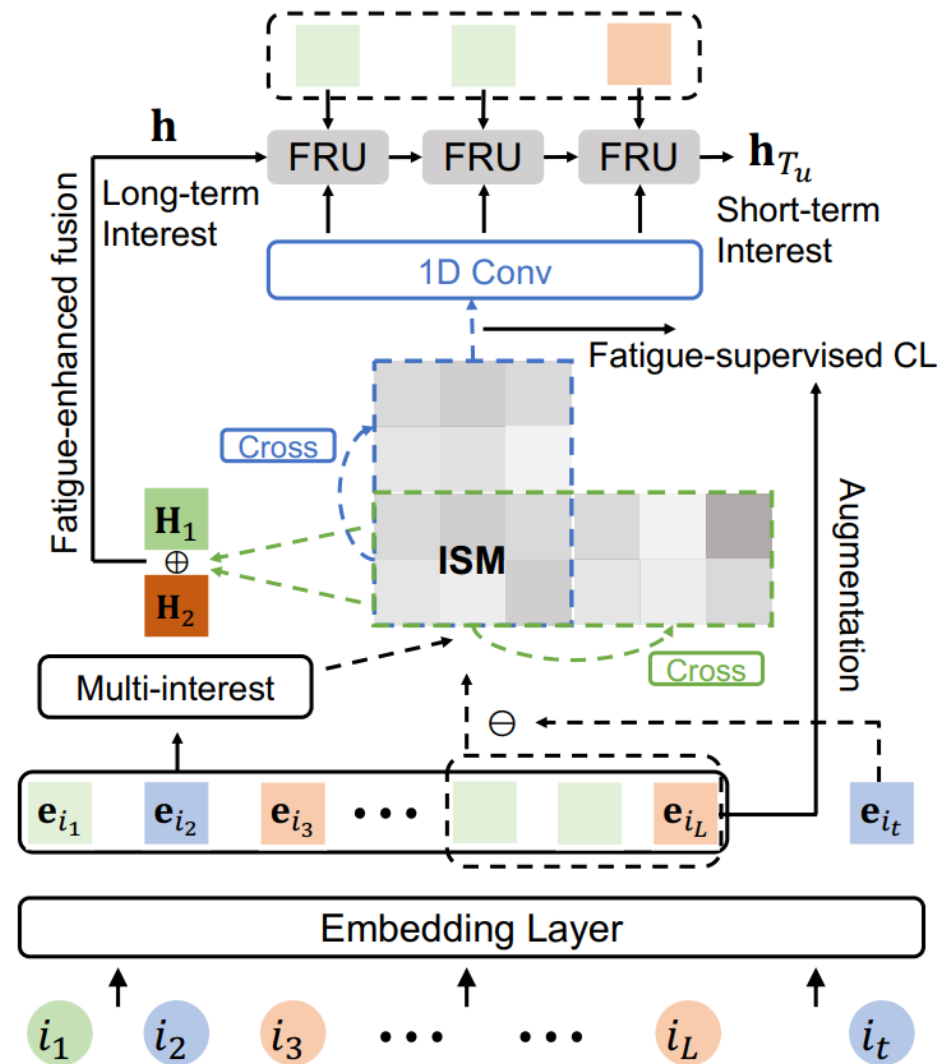 h
FRU FRU FRU
h_{T_u}
Long-term
Interest
Short-term
Interest
1D Conv
Fatigue-enhanced fusion
Fatigue-supervised CL
Cross
Augmentation
H₁
⊕
H₂
ISM
Cross
Multi-interest
⊖
e_{i_1} e_{i_2} e_{i_3} ••• e_{i_L} e_{i_t}
Embedding Layer
i_1 i_2 i_3 ••• ••• i_L i_t